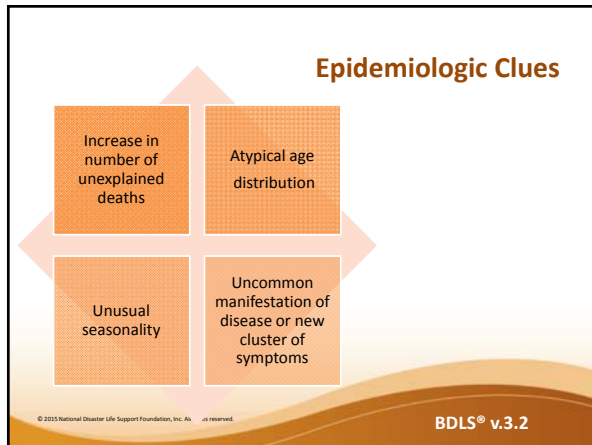 Epidemiologic Clues
Increase in
number of
unexplained
deaths
Atypical age
distribution
Unusual
seasonality
Uncommon
manifestation of
disease or new
cluster of
symptoms
© 2015 National Disaster Life Support Foundation, Inc. reserved.
BDLS® v.3.2